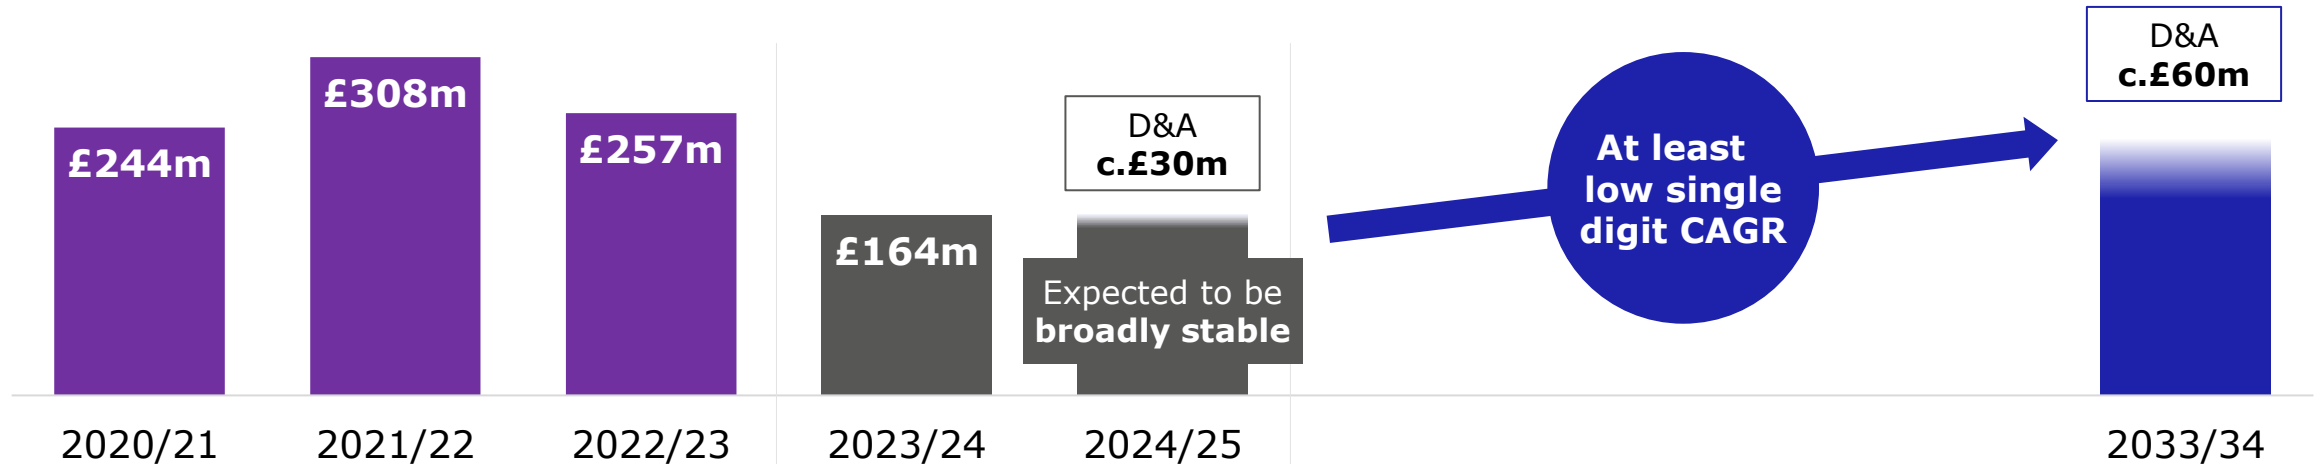 £244m
£308m
£257m
£164m
D&A
c.£30m
Expected to be
broadly stable
At least
low single
digit CAGR
D&A
c.£60m
2020/21
2021/22
2022/23
2023/24
2024/25
2033/34